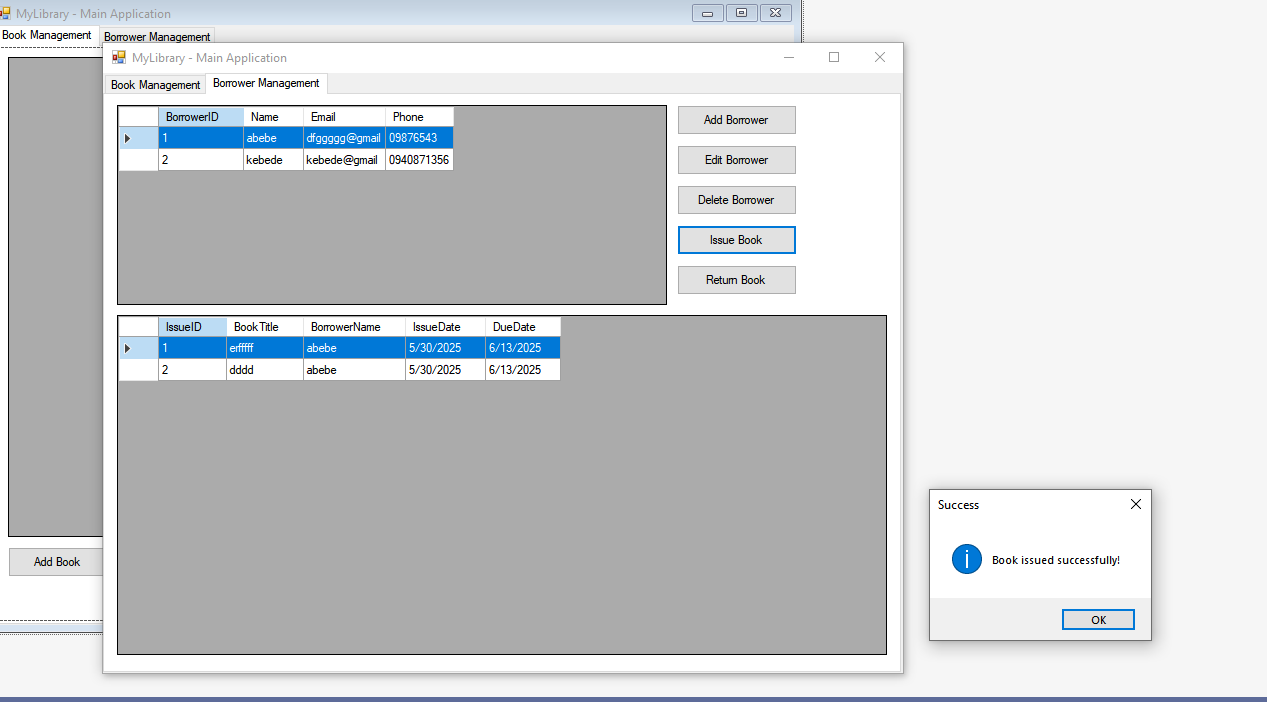 MyLibrary - Main Application
Book Management Borrower Management
MyLibrary - Main Application
Book Management Borrower Management
BorrowerID Name Email Phone
1 abebe dfggggg@gmail 09876543
2 kebede kebede@gmail 0940871356
Add Borrower
Edit Borrower
Delete Borrower
Issue Book
Return Book
IssueID BookTitle BorrowerName IssueDate DueDate
1 erfffff abebe 5/30/2025 6/13/2025
2 dddd abebe 5/30/2025 6/13/2025
Add Book
Success
Book issued successfully!
OK